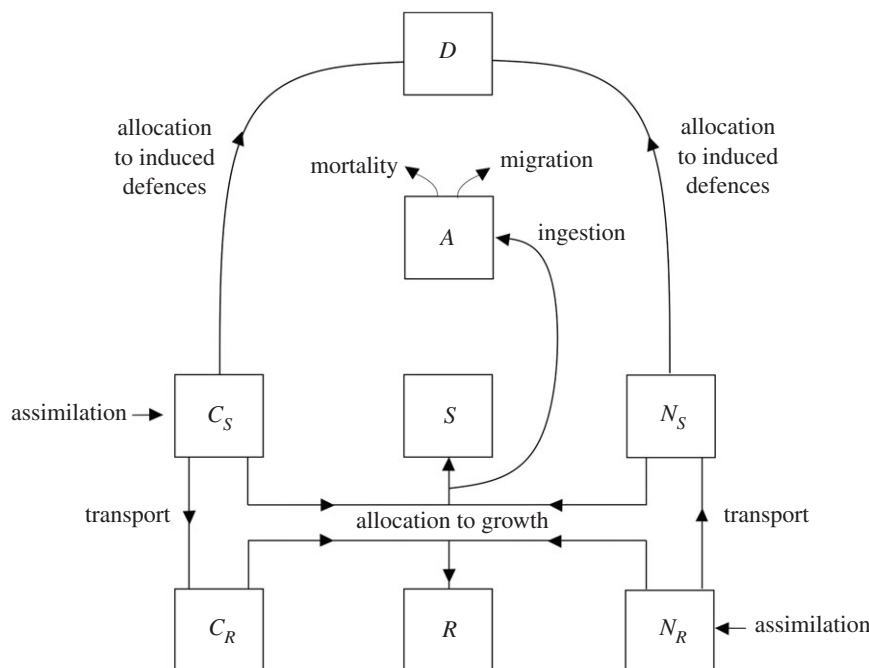 D
allocation
to induced
defences
allocation
to induced
defences
mortality
migration
A
ingestion
assimilation
C_S
S
N_S
transport
allocation to growth
transport
C_R
R
N_R
assimilation